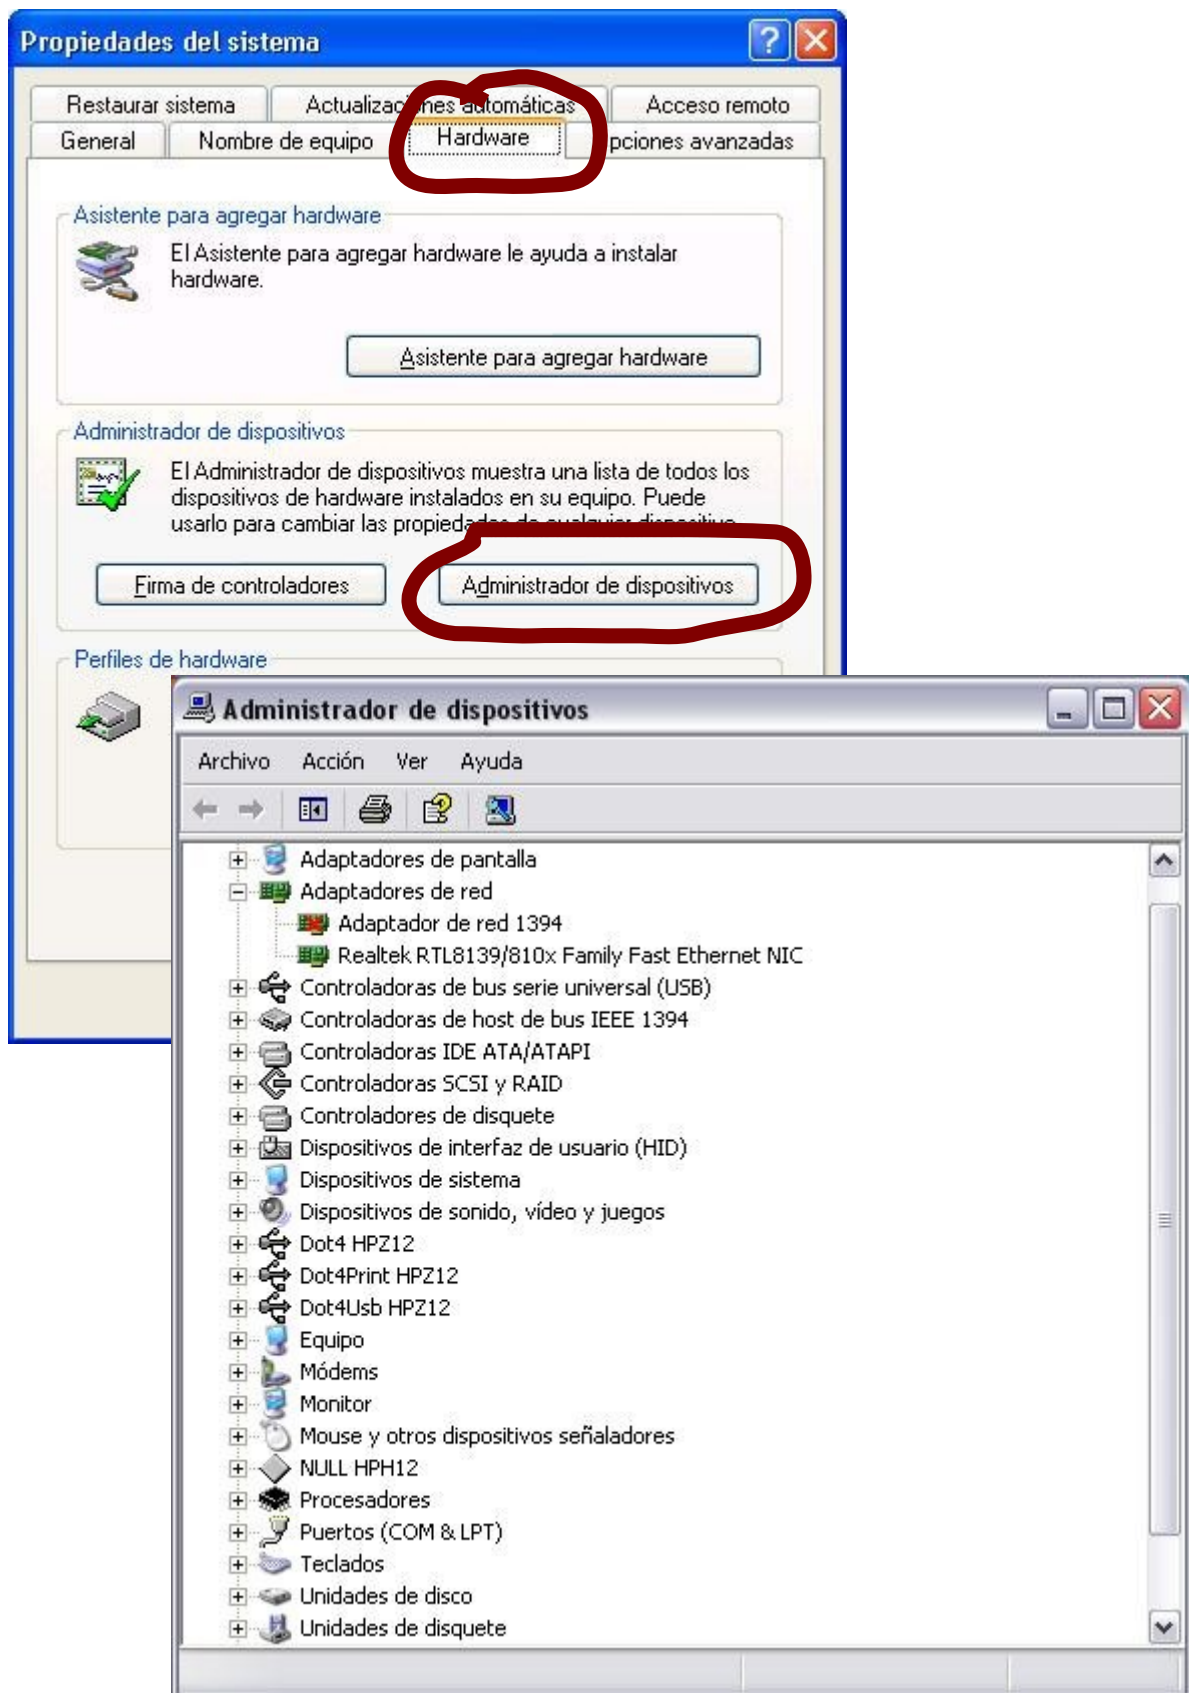 Propiedades del sistema
Restaurar sistema
Actualizaciones automáticas
Acceso remoto
General
Nombre de equipo
Hardware
pciones avanzadas
Asistente para agregar hardware
El Asistente para agregar hardware le ayuda a instalar
hardware.
Asistente para agregar hardware
Administrador de dispositivos
El Administrador de dispositivos muestra una lista de todos los
dispositivos de hardware instalados en su equipo. Puede
usarlo para cambiar las propiedades de cualquier dispositivo.
Firma de controladores
Administrador de dispositivos
Perfiles de hardware
Administrador de dispositivos
Archivo Acción Ver Ayuda
Adaptadores de pantalla
Adaptadores de red
Adaptador de red 1394
Realtek RTL8139/810x Family Fast Ethernet NIC
Controladoras de bus serie universal (USB)
Controladoras de host de bus IEEE 1394
Controladoras IDE ATA/ATAPI
Controladoras SCSI y RAID
Controladores de disquete
Dispositivos de interfaz de usuario (HID)
Dispositivos de sistema
Dispositivos de sonido, vídeo y juegos
Dot4 HPZ12
Dot4Print HPZ12
Dot4Usb HPZ12
Equipo
Módems
Monitor
Mouse y otros dispositivos señaladores
NULL HPH12
Procesadores
Puertos (COM & LPT)
Teclados
Unidades de disco
Unidades de disquete